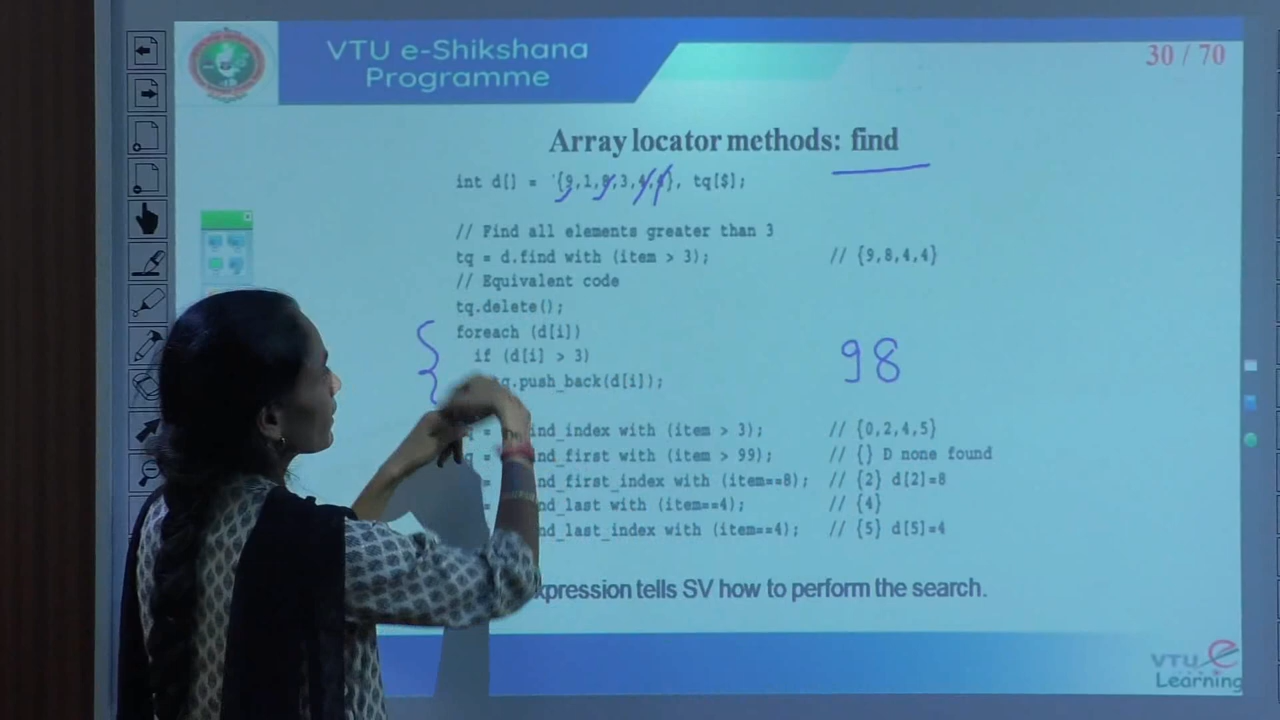 VTU e-Shikshana
Programme
30 / 70
Array locator methods: find
int d[] = '{9,1,8,3,4,4}, tq[$];
// Find all elements greater than 3
tq = d.find with (item > 3); // {9,8,4,4}
// Equivalent code
tq.delete();
foreach (d[i])
if (d[i] > 3)
tq.push_back(d[i]);
98
= ind_index with (item > 3); // {0,2,4,5}
= ind_first with (item > 99); // {} D none found
= nd_first_index with (item==8); // {2} d[2]=8
= nd_last with (item==4); // {4}
nd_last_index with (item==4); // {5} d[5]=4
xpression tells SV how to perform the search.
VTU e
Learning